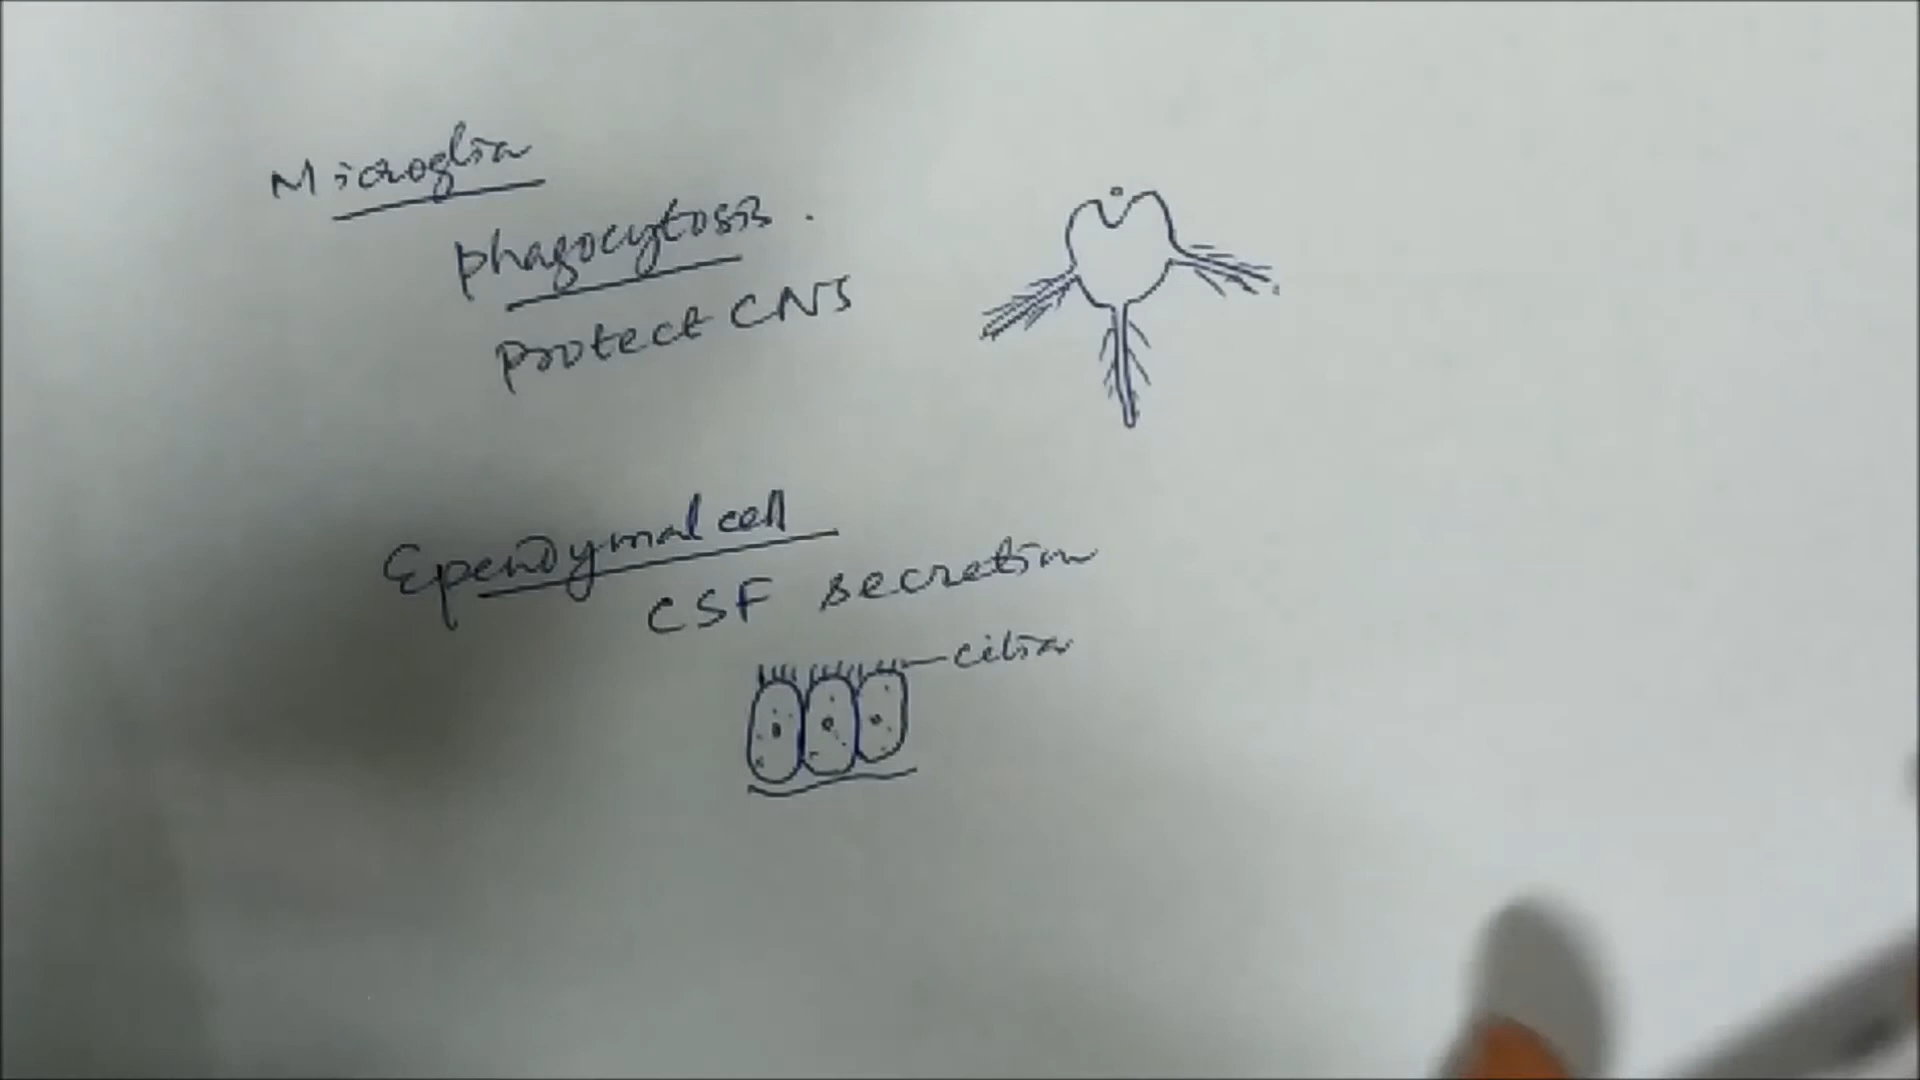 Microglia
phagocytosis.
protect CNS
Ependymal cell
CSF secretion
cilia